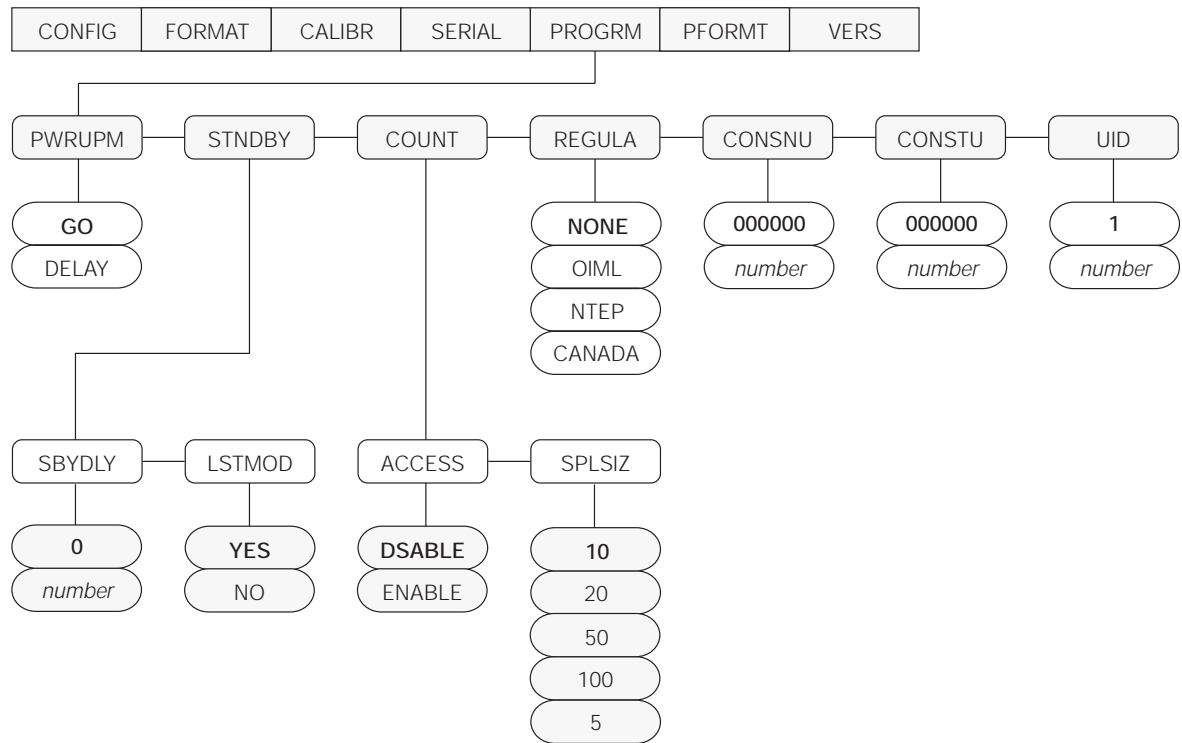 CONFIG FORMAT CALIBR SERIAL PROGRM PFORMT VERS
PWRUPM STNDBY COUNT REGULA CONSNU CONSTU UID
GO NONE 000000 000000 1
DELAY OIML number number number
NTEP
CANADA
SBYDLY LSTMOD ACCESS SPLSIZ
0 YES DSABLE 10
number NO ENABLE 20
50
100
5